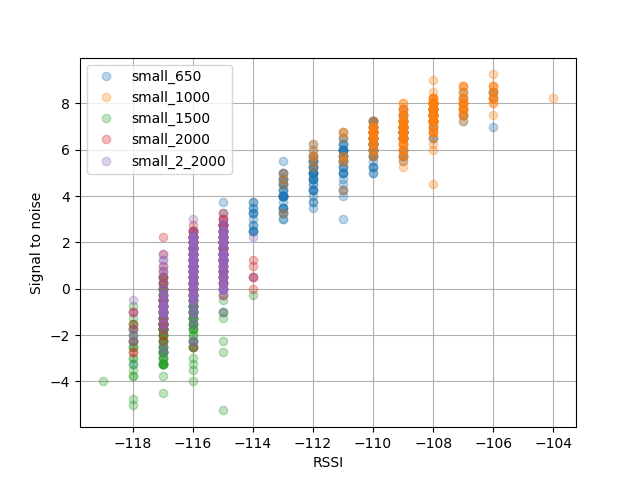 small_650
small_1000
small_1500
small_2000
small_2_2000
8
6
4
2
0
−2
−4
Signal to noise
−118 −116 −114 −112 −110 −108 −106 −104
RSSI